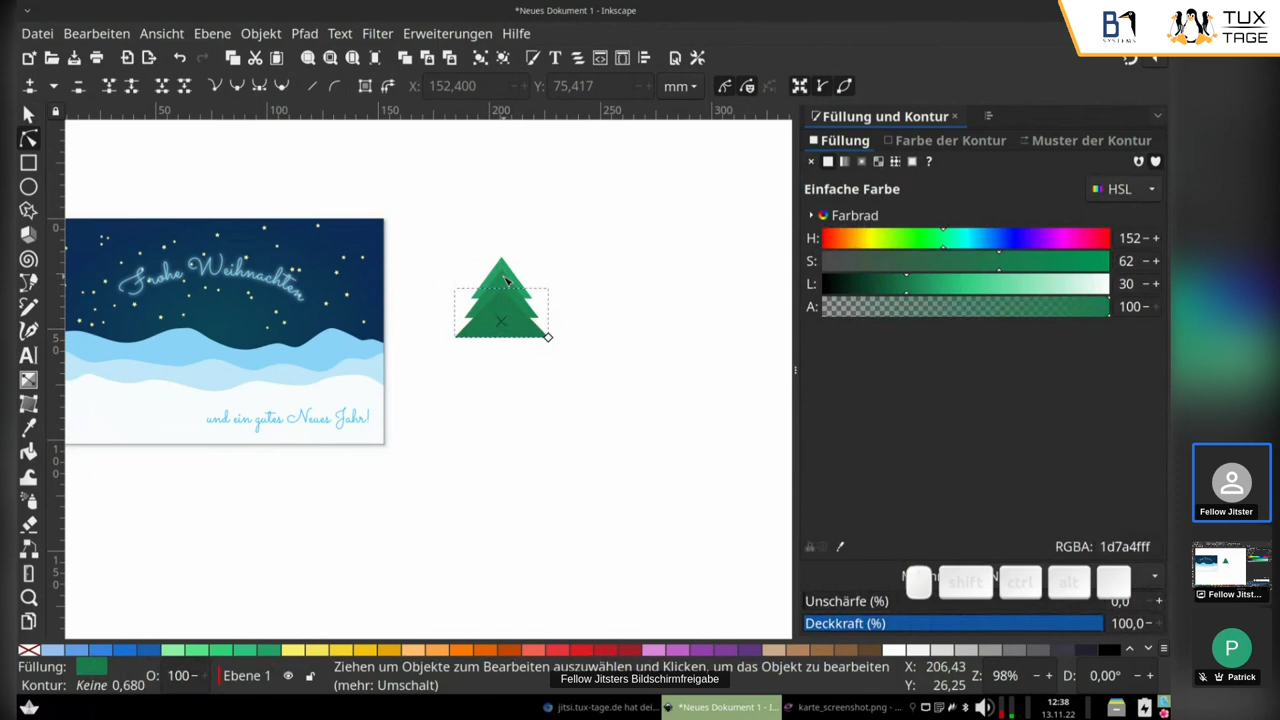 *Neues Dokument 1 - Inkscape
B1
SYSTEMS
TUX
TAGE
Datei Bearbeiten Ansicht Ebene Objekt Pfad Text Filter Erweiterungen Hilfe
X: 152,400 Y: 75,417 mm
50 100 150 200 250 300
Füllung und Kontur
Füllung Farbe der Kontur Muster der Kontur
?
Einfache Farbe HSL
Farbrad
H: 152
S: 62
L: 30
A: 100
0
50
100
150
Frohe Weihnachten
und ein gutes Neues Jahr!
RGBA: 1d7a4fff
shift ctrl alt
Unschärfe (%) 0,0
Deckkraft (%) 100,0
Fellow Jitster
Fellow Jitst...
P
Patrick
Füllung:
Kontur: Keine 0,680
O: 100
Ebene 1
Ziehen um Objekte zum Bearbeiten auszuwählen und Klicken, um das Objekt zu bearbeiten
(mehr: Umschalt)
X: 206,43
Y: 26,25
Z: 98%
D: 0,00°
Fellow Jitsters Bildschirmfreigabe
jitsi.tux-tage.de hat dei...
*Neues Dokument 1 - I...
karte_screenshot.png - ...
12:38
13.11.22